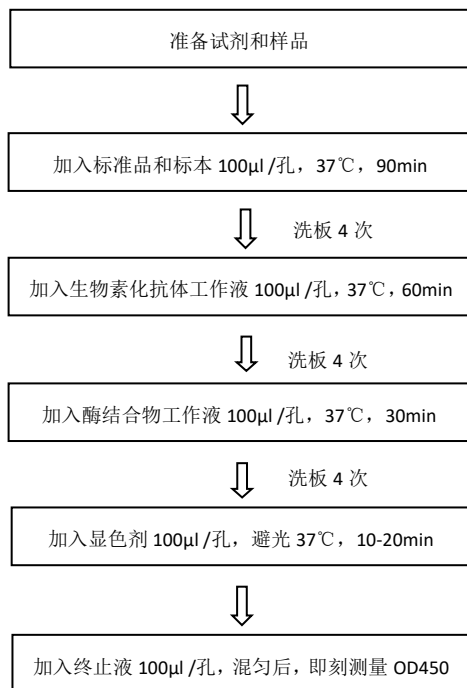 准备试剂和样品
加入标准品和标本 100μl /孔，37℃，90min
洗板 4 次
加入生物素化抗体工作液 100μl /孔，37℃，60min
洗板 4 次
加入酶结合物工作液 100μl /孔，37℃，30min
洗板 4 次
加入显色剂 100μl /孔，避光 37℃，10-20min
加入终止液 100μl /孔，混匀后，即刻测量 OD450